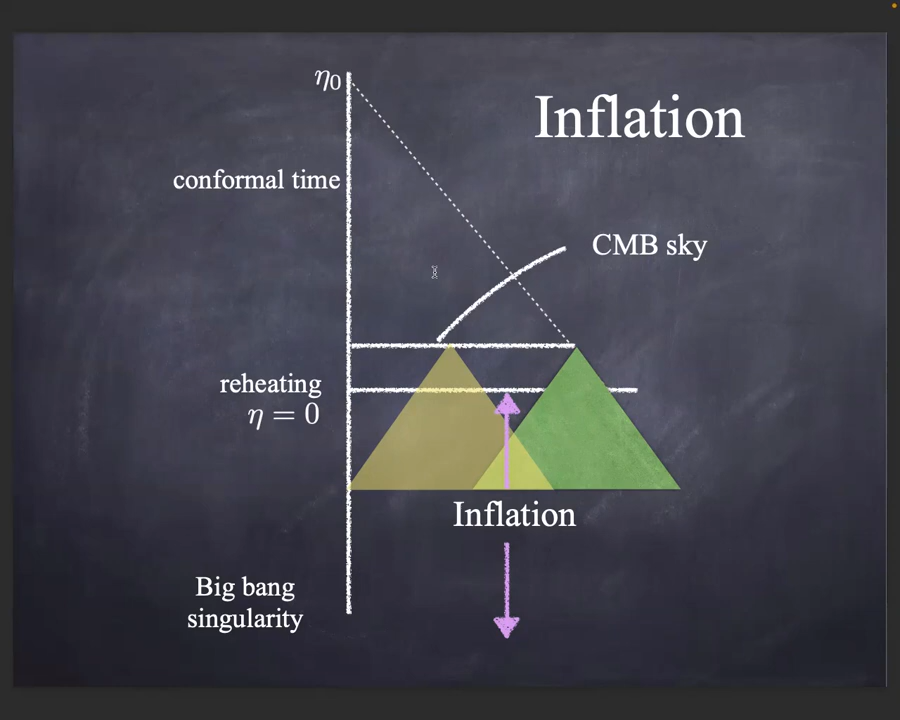 η₀
Inflation
conformal time
CMB sky
reheating
η = 0
Inflation
Big bang
singularity